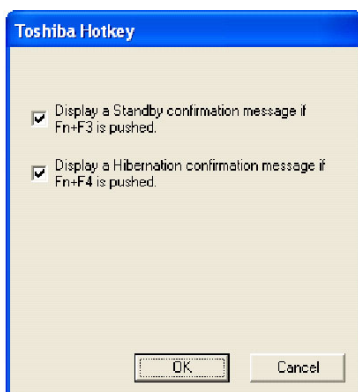 Toshiba Hotkey
Display a Standby confirmation message if
Fn+F3 is pushed.
Display a Hibernation confirmation message if
Fn+F4 is pushed.
OK
Cancel